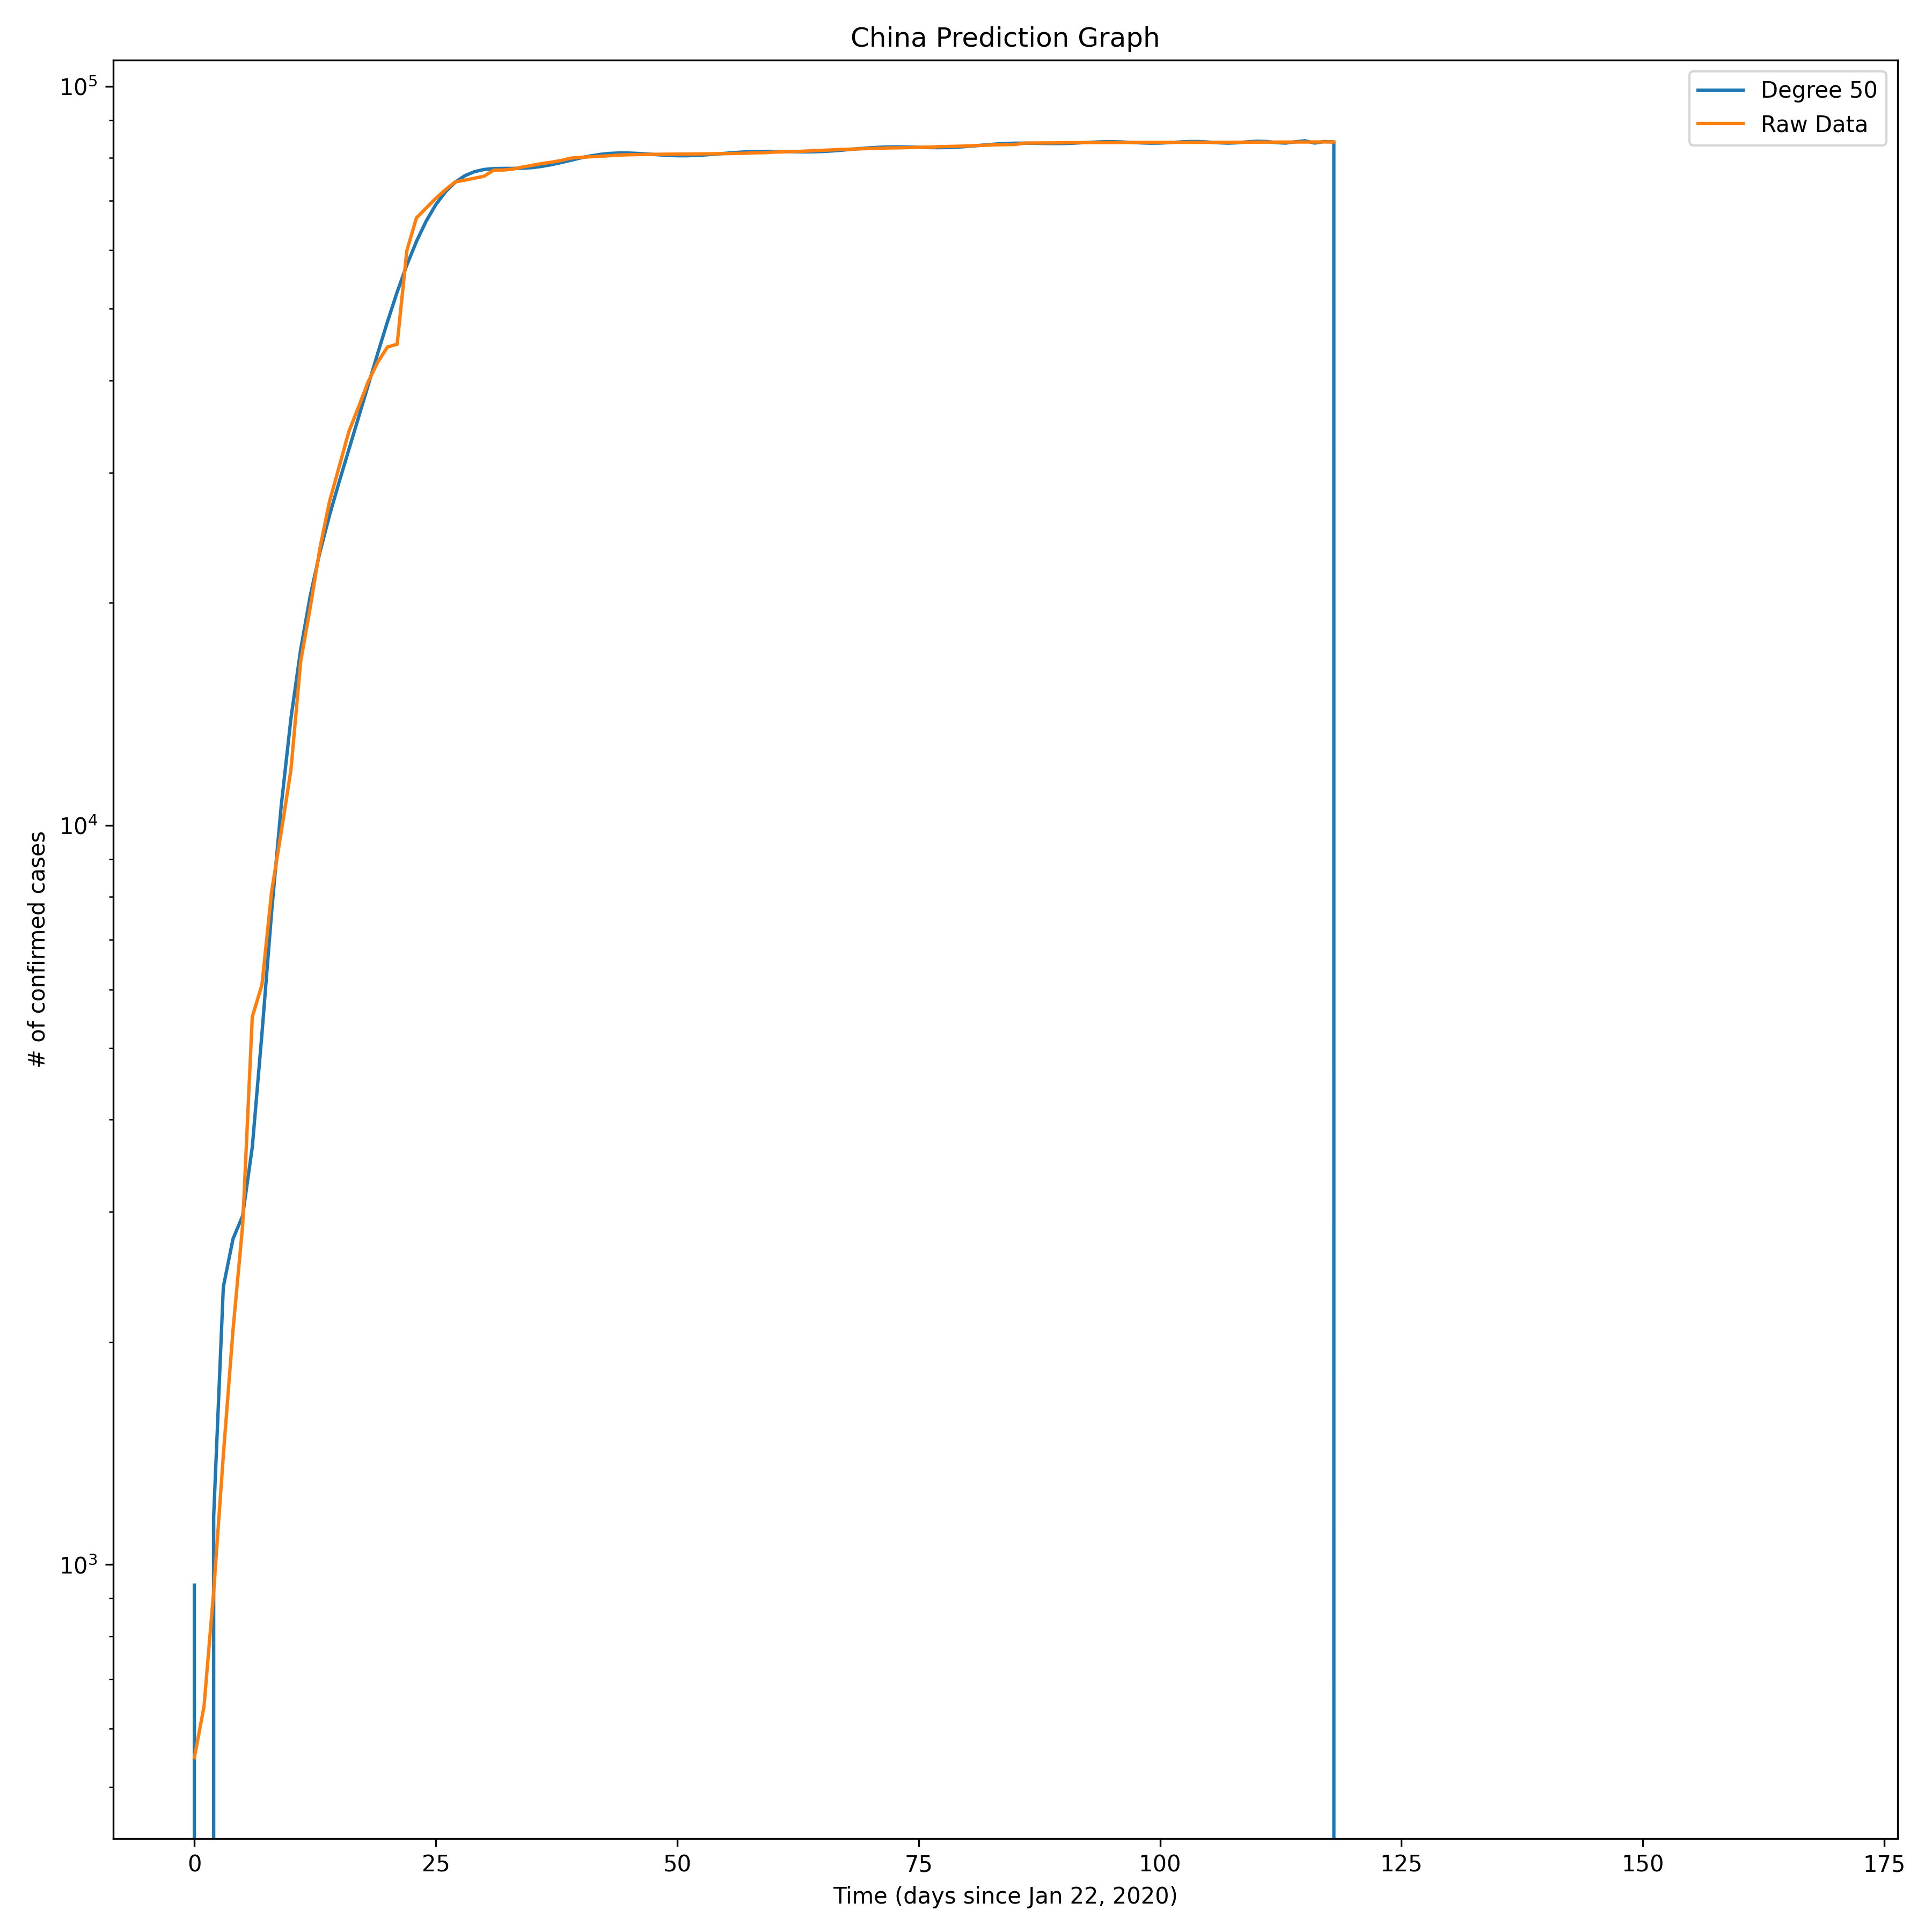 China Prediction Graph
Degree 50
Raw Data
10⁵
10⁴
10³
# of confirmed cases
0 25 50 75 100 125 150 175
Time (days since Jan 22, 2020)